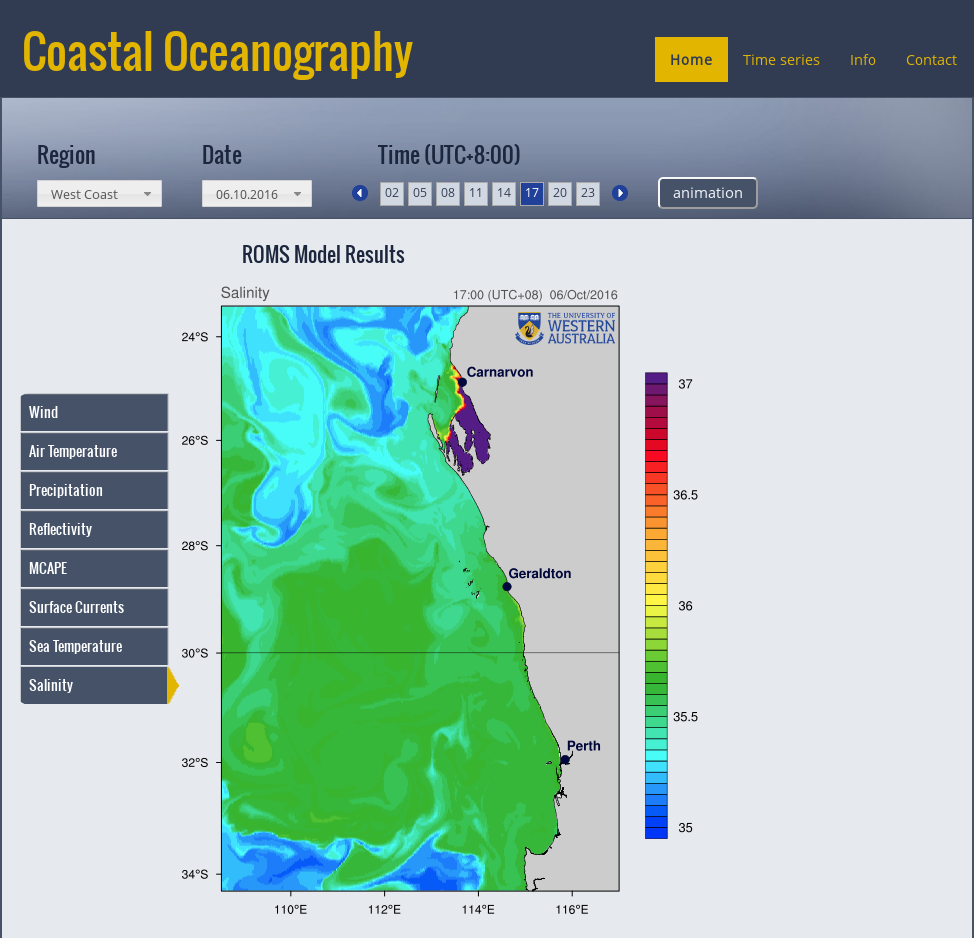 Coastal Oceanography
Home Time series Info Contact
Region Date Time (UTC+8:00)
West Coast 06.10.2016 02 05 08 11 14 17 20 23 animation
ROMS Model Results
Salinity 17:00 (UTC+08) 06/Oct/2016
THE UNIVERSITY OF
WESTERN
AUSTRALIA
24°S
Carnarvon
37
Wind
26°S
Air Temperature
Precipitation
36.5
Reflectivity
28°S
MCAPE
Geraldton
Surface Currents
36
Sea Temperature
30°S
Salinity
35.5
Perth
32°S
35
34°S
110°E 112°E 114°E 116°E